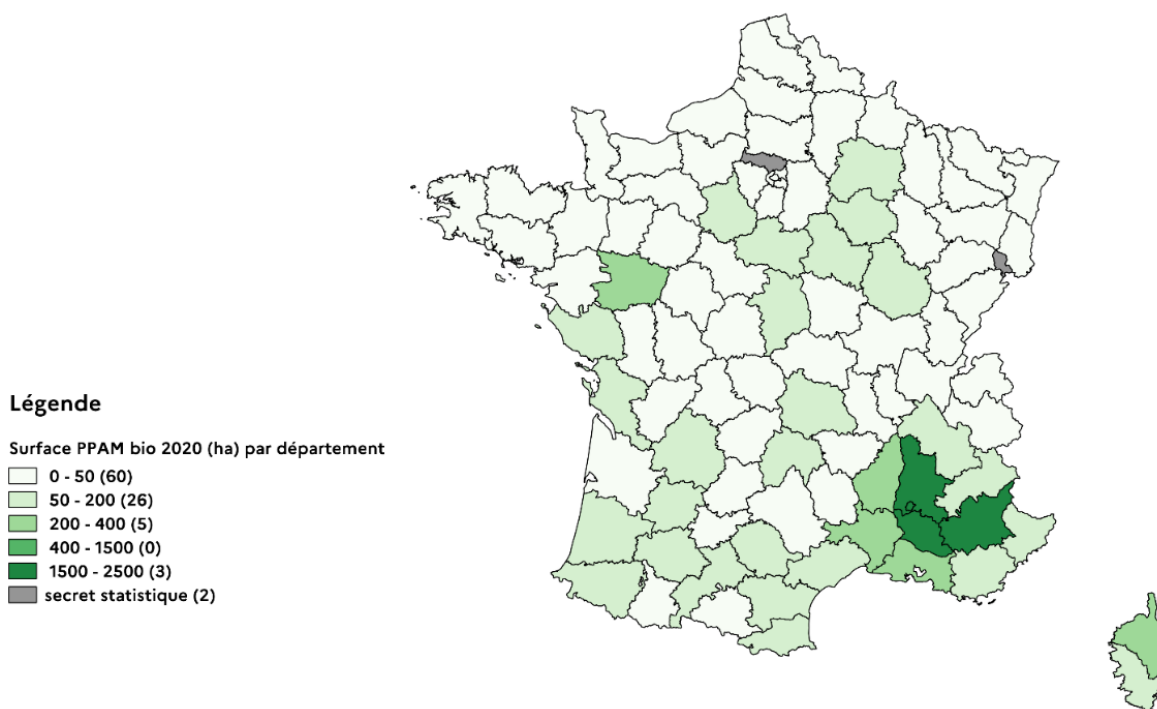 Légende
Surface PPAM bio 2020 (ha) par département
0 - 50 (60)
50 - 200 (26)
200 - 400 (5)
400 - 1500 (0)
1500 - 2500 (3)
secret statistique (2)